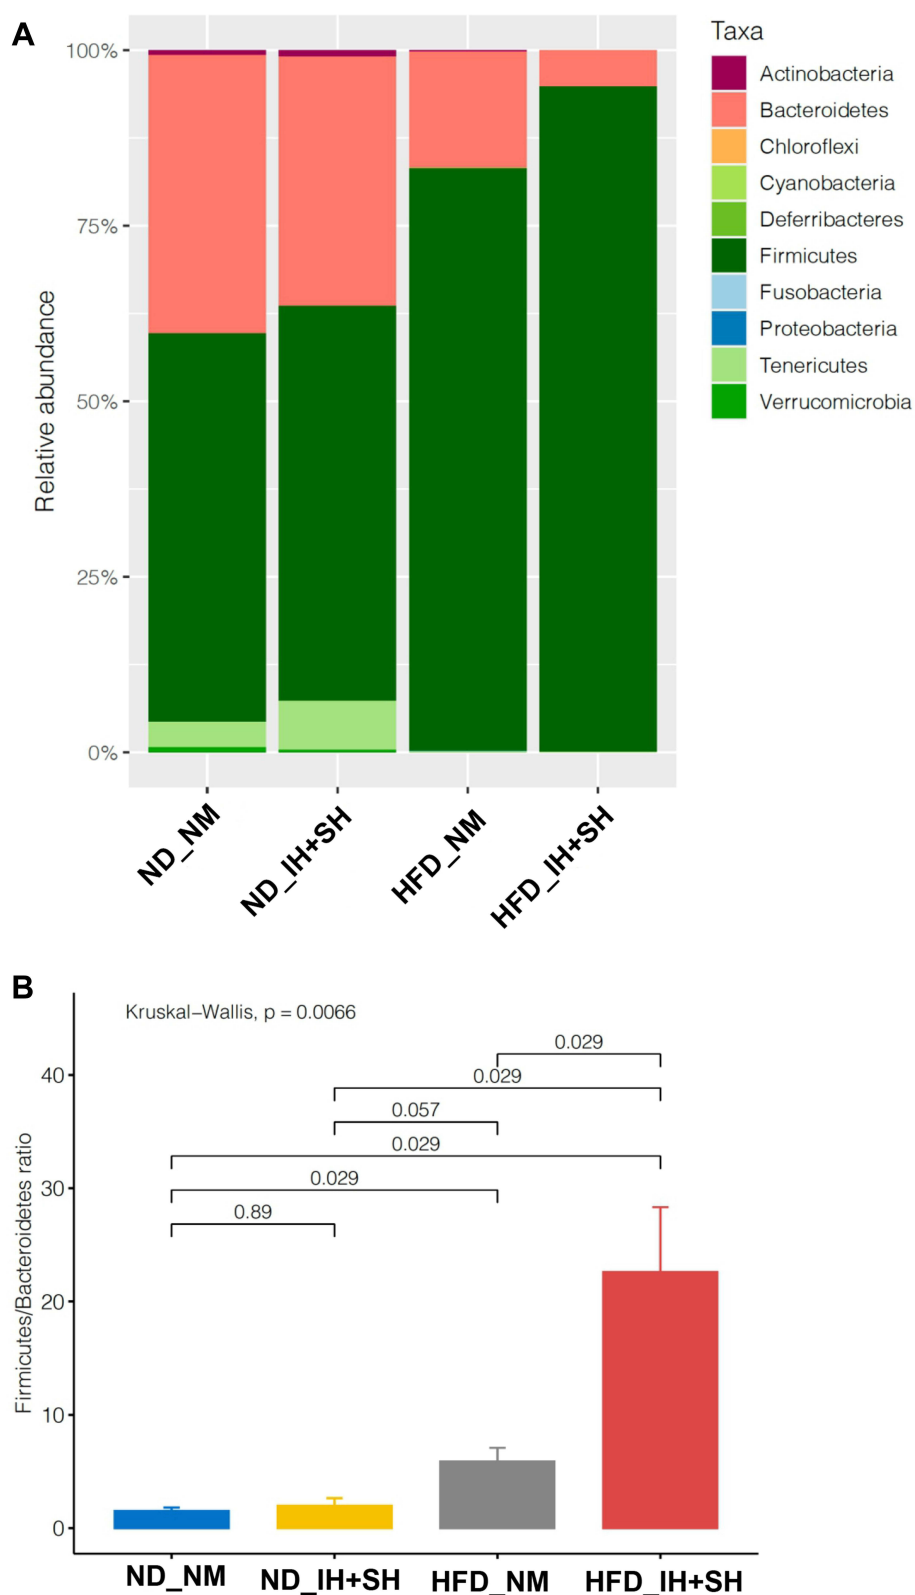 A
Taxa
100%
75%
50%
25%
0%
Relative abundance
Actinobacteria
Bacteroidetes
Chloroflexi
Cyanobacteria
Deferribacteres
Firmicutes
Fusobacteria
Proteobacteria
Tenericutes
Verrucomicrobia
ND_NM
ND_IH+SH
HFD_NM
HFD_IH+SH
B
Kruskal–Wallis, p = 0.0066
0.029
0.029
0.057
0.029
0.029
0.89
40
30
20
10
0
Firmicutes/Bacteroidetes ratio
ND_NM
ND_IH+SH
HFD_NM
HFD_IH+SH